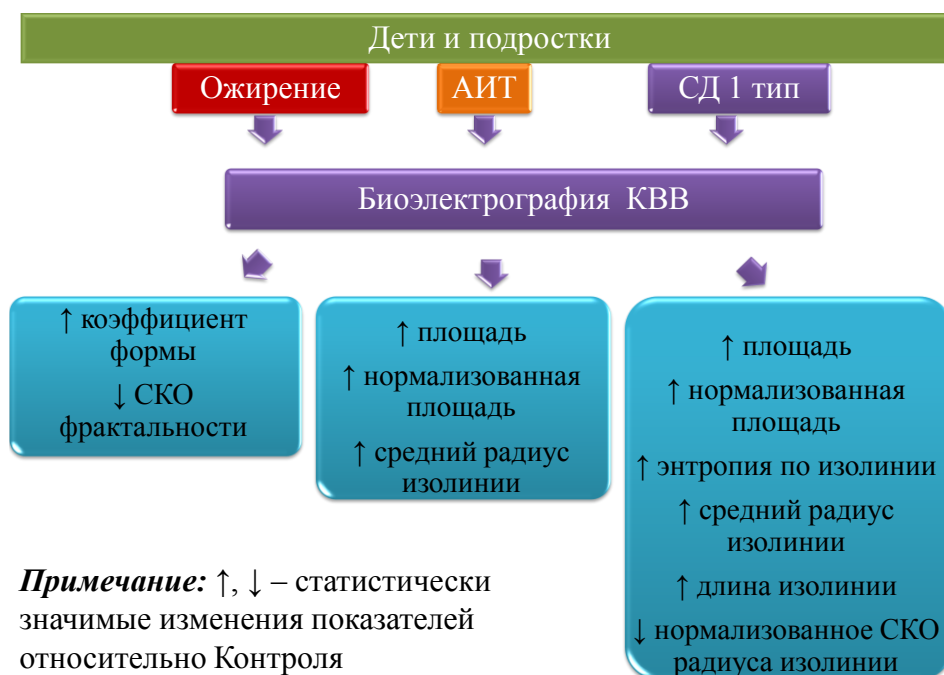 Дети и подростки
Ожирение
АИТ
СД 1 тип
Биоэлектрография КВВ
↑ коэффициент
формы
↓ СКО
фрактальности
↑ площадь
↑ нормализованная
площадь
↑ средний радиус
изолинии
↑ площадь
↑ нормализованная
площадь
↑ энтропия по изолинии
↑ средний радиус
изолинии
↑ длина изолинии
↓ нормализованное СКО
радиуса изолинии
Примечание: ↑, ↓ – статистически
значимые изменения показателей
относительно Контроля